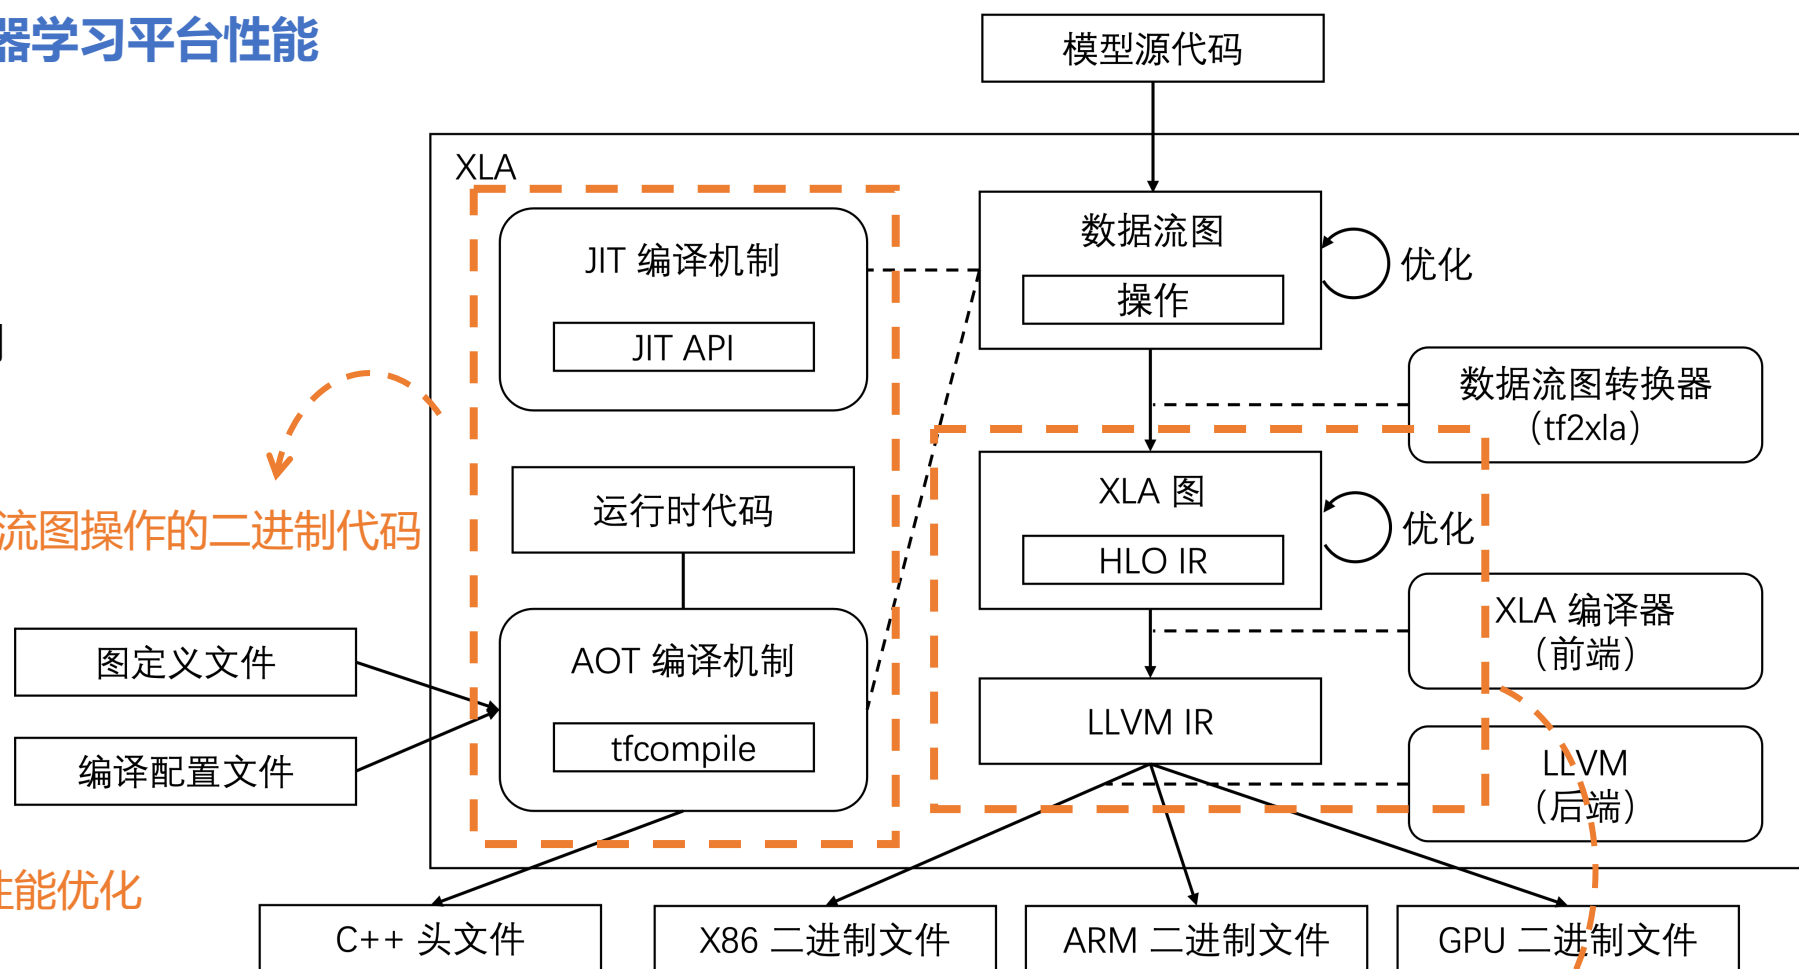 器学习平台性能
模型源代码
XLA
JIT 编译机制
JIT API
数据流图
操作
优化
数据流图转换器
（tf2xla）
运行时代码
XLA 图
HLO IR
优化
流图操作的二进制代码
XLA 编译器
（前端）
图定义文件
AOT 编译机制
tfcompile
LLVM IR
编译配置文件
LLVM
（后端）
性能优化
C++ 头文件
X86 二进制文件
ARM 二进制文件
GPU 二进制文件